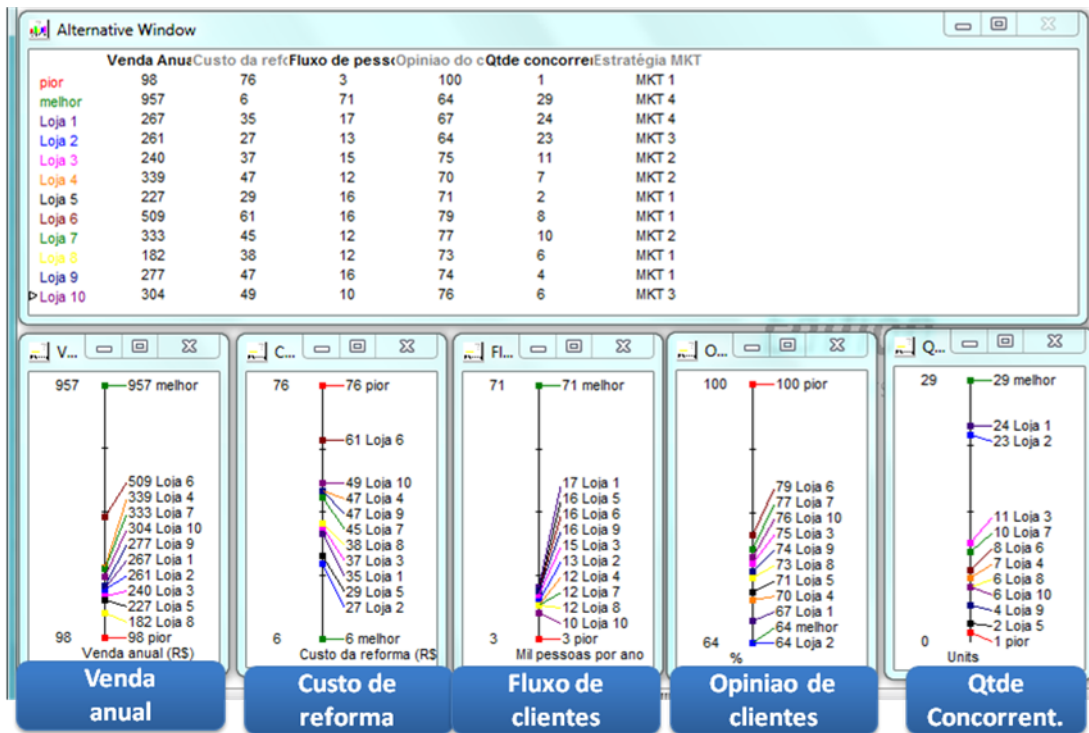 Alternative Window
Venda Anua Custo da refo Fluxo de pesso Opiniao do c Qtde concorrei Estratégia MKT
pior 98 76 3 100 1 MKT 1
melhor 957 6 71 64 29 MKT 4
Loja 1 267 35 17 67 24 MKT 4
Loja 2 261 27 13 64 23 MKT 3
Loja 3 240 37 15 75 11 MKT 2
Loja 4 339 47 12 70 7 MKT 2
Loja 5 227 29 16 71 2 MKT 1
Loja 6 509 61 16 79 8 MKT 1
Loja 7 333 45 12 77 10 MKT 2
Loja 8 182 38 12 73 6 MKT 1
Loja 9 277 47 16 74 4 MKT 1
Loja 10 304 49 10 76 6 MKT 3
V...
957
957 melhor
509 Loja 6
339 Loja 4
333 Loja 7
304 Loja 10
277 Loja 9
267 Loja 1
261 Loja 2
240 Loja 3
227 Loja 5
182 Loja 8
98
98 pior
Venda anual (R$)
Venda
anual
C...
76
76 pior
61 Loja 6
49 Loja 10
47 Loja 4
47 Loja 9
45 Loja 7
38 Loja 8
37 Loja 3
35 Loja 1
29 Loja 5
27 Loja 2
6
6 melhor
Custo da reforma (R$
Custo de
reforma
Fl...
71
71 melhor
17 Loja 1
16 Loja 5
16 Loja 6
16 Loja 9
15 Loja 3
13 Loja 2
12 Loja 4
12 Loja 7
12 Loja 8
10 Loja 10
3
3 pior
Mil pessoas por ano
Fluxo de
clientes
O...
100
100 pior
79 Loja 6
77 Loja 7
76 Loja 10
75 Loja 3
74 Loja 9
73 Loja 8
71 Loja 5
70 Loja 4
67 Loja 1
64 melhor
64
64 Loja 2
%
Opiniao de
clientes
Q...
29
29 melhor
24 Loja 1
23 Loja 2
11 Loja 3
10 Loja 7
8 Loja 6
7 Loja 4
6 Loja 8
6 Loja 10
4 Loja 9
2 Loja 5
0
1 pior
Units
Qtde
Concorrent.